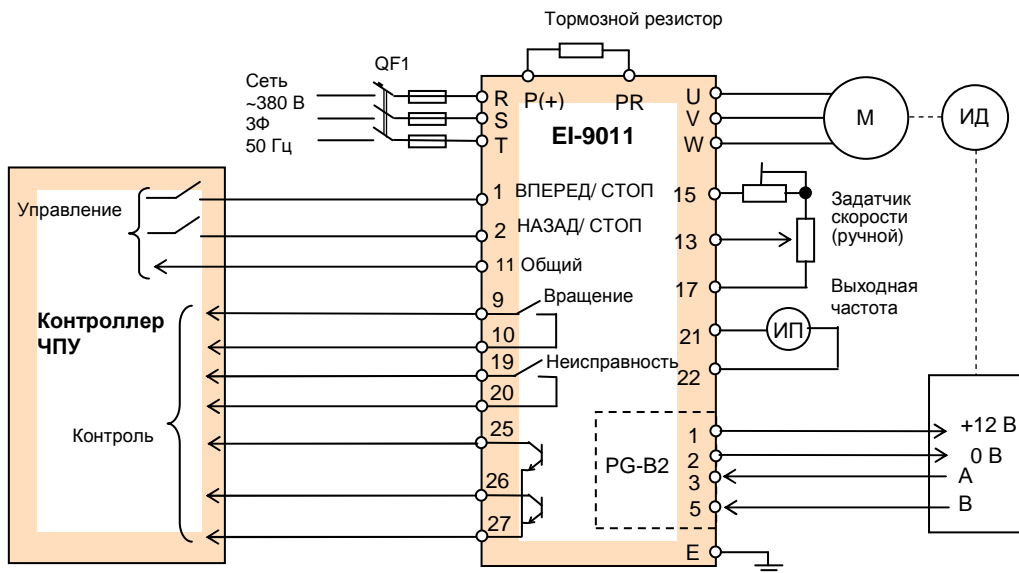 Тормозной резистор
QF1
Сеть
~380 В
3Ф
50 Гц
R
S
T
P(+)
PR
EI-9011
U
V
W
М
ИД
Управление
1
ВПЕРЕД/ СТОП
2
НАЗАД/ СТОП
11 Общий
15
13
17
Задатчик
скорости
(ручной)
Контроллер
ЧПУ
9
Вращение
10
19
Неисправность
20
21
22
ИП
Выходная
частота
Контроль
25
26
27
PG-B2
1
2
3
5
+12 В
0 В
А
В
E